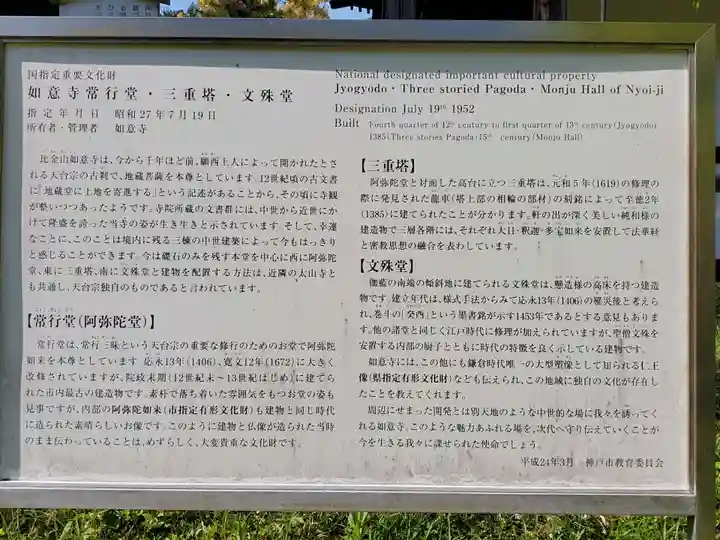 国指定重要文化財
如意寺常行堂・三重塔・文殊堂
指定年月日 昭和27年7月19日
所有者・管理者 如意寺
National designated important cultural property
Jyogyodo・Three storied Pagoda・Monju Hall of Nyoi-ji
Designation July 19th 1952
Built Fourth quarter of 12th century to first quarter of 13th century(Jyogyodo)
1385(Three stories Pagoda)15th century(Monju Hall)
比金山如意寺は、今から千年ほど前、願西上人によって開かれたとさ
れる天台宗の古刹で、地蔵菩薩を本尊としています。12世紀頃の古文書
に「地蔵堂に土地を寄進する」という記述があることから、その頃に寺観
が整いつつあったようです。寺院所蔵の文書群には、中世から近世にか
けて隆盛を誇った当寺の姿が生き生きと示されています。そして、幸運
なことに、このことは境内に残る三棟の中世建築によって今もはっきり
と感じることができます。今は礎石のみを残す本堂を中心に西に阿弥陀
堂、東に三重塔、南に文殊堂と建物を配置する方法は、近隣の太山寺と
も共通し、天台宗独自のものであると言われています。
【常行堂(阿弥陀堂)】
常行堂は、常行三昧という天台宗の重要な修行のためのお堂で阿弥陀
如来を本尊としています 応永13年(1406)、寛文12年(1672)に大きく
改修されていますが、院政末期(12世紀末~13世紀はじめ)に建てら
れた市内最古の建造物です。素朴で落ち着いた雰囲気をもつお堂の姿も
見事ですが、内部の阿弥陀如来(市指定有形文化財)も建物と同じ時代
に造られた素晴らしいお像です。このように建物と仏像が造られた当時
のまま伝わっていることは、めずらしく、大変貴重な文化財です。
【三重塔】
阿弥陀堂と対面した高台に立つ三重塔は、元和5年(1619)の修理の
際に発見された龍車(塔上部の相輪の部材)の刻銘によって至徳2年
(1385)に建てられたことが分かります。軒の出が深く美しい純和様の
建造物で三層各階には、それぞれ大日・釈迦・多宝如来を安置して法華経
と密教思想の融合を表わしています。
【文殊堂】
伽藍の南端の傾斜地に建てられる文殊堂は、懸造様の高床を持つ建造
物です。建立年代は、様式手法からみて応永13年(1406)の罹災後と考えら
れ、巻斗の「癸酉」という墨書銘が示す1453年であるとする意見もありま
す。他の諸堂と同じく江戸時代に修理が加えられていますが、聖僧文殊を
安置する内部の厨子とともに時代の特徴を良く示している建物です。
如意寺には、この他にも鎌倉時代唯一の大型塑像として知られる仁王
像(県指定有形文化財)なども伝えられ、この地域に独自の文化が存在し
たことを教えてくれます。
周辺にせまった開発とは別天地のような中世的な場に我々を誘ってく
れる如意寺。このような魅力あふれる場を、次代へ守り伝えていくことが
今を生きる我々に課せられた使命でしょう。
平成24年3月 神戸市教育委員会